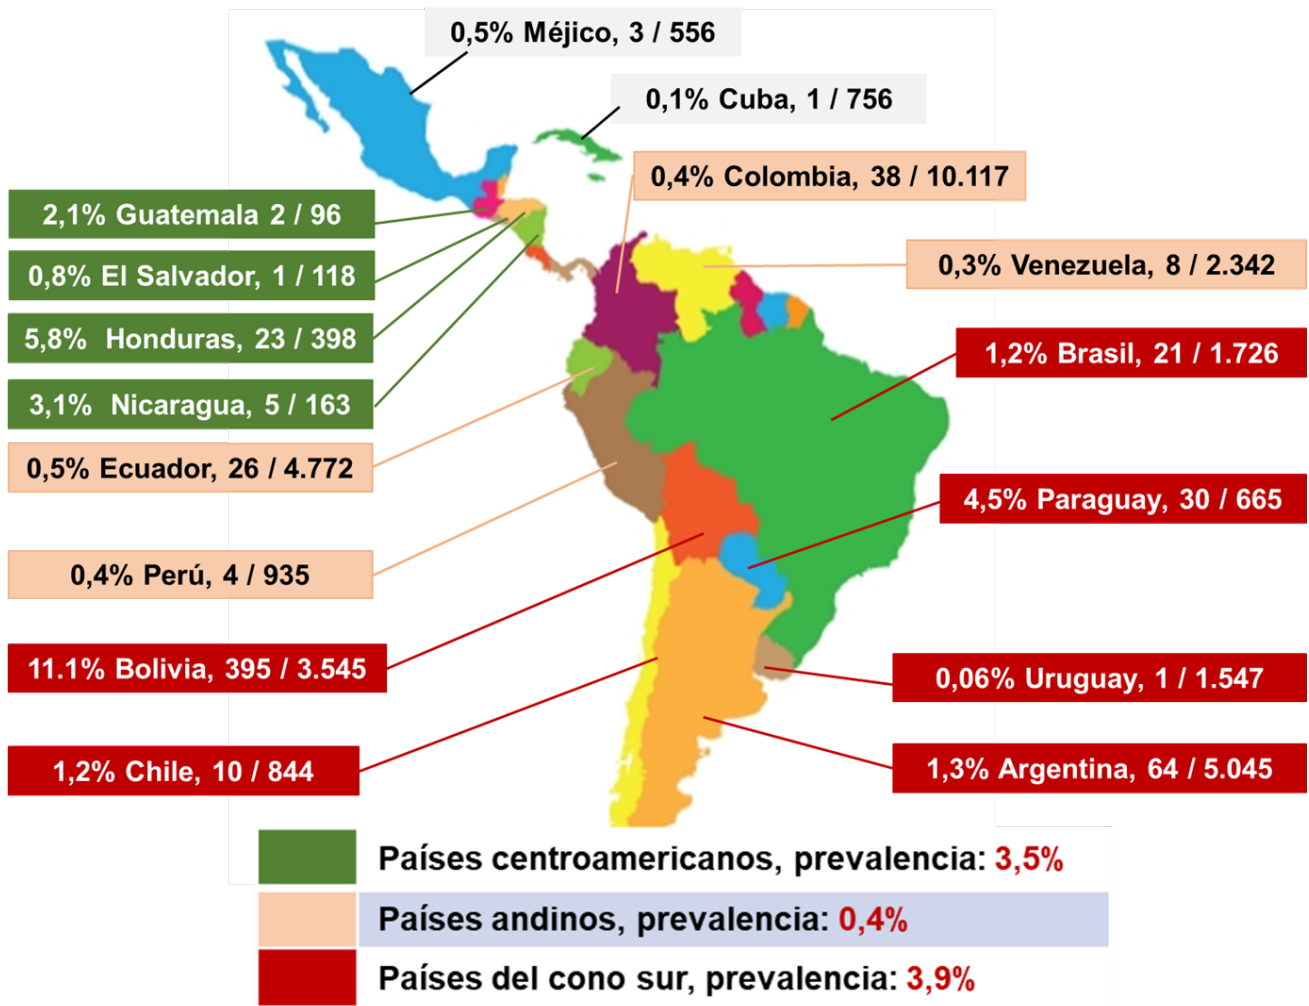 0,5% Méjico, 3 / 556
0,1% Cuba, 1 / 756
0,4% Colombia, 38 / 10.117
2,1% Guatemala 2 / 96
0,8% El Salvador, 1 / 118
0,3% Venezuela, 8 / 2.342
5,8% Honduras, 23 / 398
1,2% Brasil, 21 / 1.726
3,1% Nicaragua, 5 / 163
0,5% Ecuador, 26 / 4.772
4,5% Paraguay, 30 / 665
0,4% Perú, 4 / 935
11.1% Bolivia, 395 / 3.545
0,06% Uruguay, 1 / 1.547
1,2% Chile, 10 / 844
1,3% Argentina, 64 / 5.045
Países centroamericanos, prevalencia: 3,5%
Países andinos, prevalencia: 0,4%
Países del cono sur, prevalencia: 3,9%